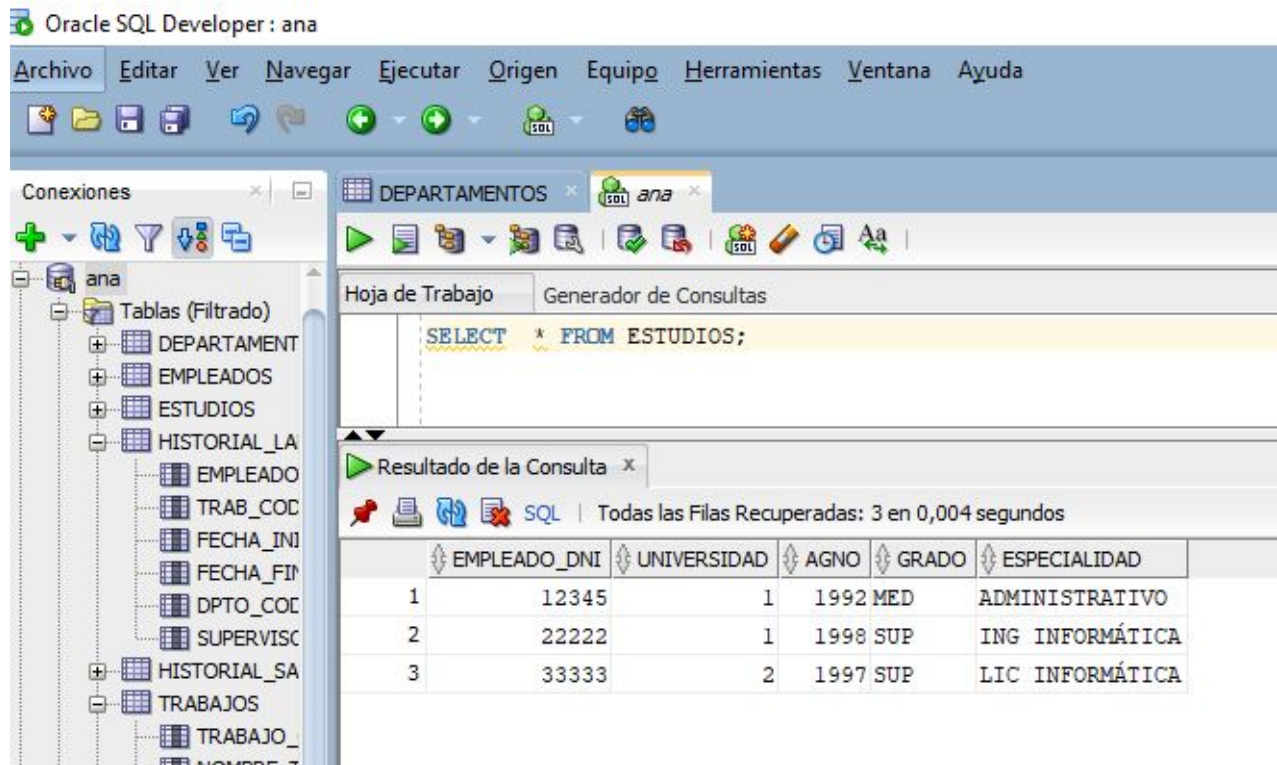 Oracle SQL Developer : ana
Archivo Editar Ver Navegar Ejecutar Origen Equipo Herramientas Ventana Ayuda
SQL
Conexiones
DEPARTAMENTOS
SQL ana
SQL
ana
Tablas (Filtrado)
DEPARTAMENT
EMPLEADOS
ESTUDIOS
HISTORIAL_LA
EMPLEADO
TRAB_COD
FECHA_INI
FECHA_FIN
DPTO_COD
SUPERVISO
HISTORIAL_SA
TRABAJOS
TRABAJO_
Hoja de Trabajo Generador de Consultas
SELECT * FROM ESTUDIOS;
Resultado de la Consulta
SQL | Todas las Filas Recuperadas: 3 en 0,004 segundos
EMPLEADO_DNI UNIVERSIDAD AGNO GRADO ESPECIALIDAD
1 12345 1 1992 MED ADMINISTRATIVO
2 22222 1 1998 SUP ING INFORMÁTICA
3 33333 2 1997 SUP LIC INFORMÁTICA